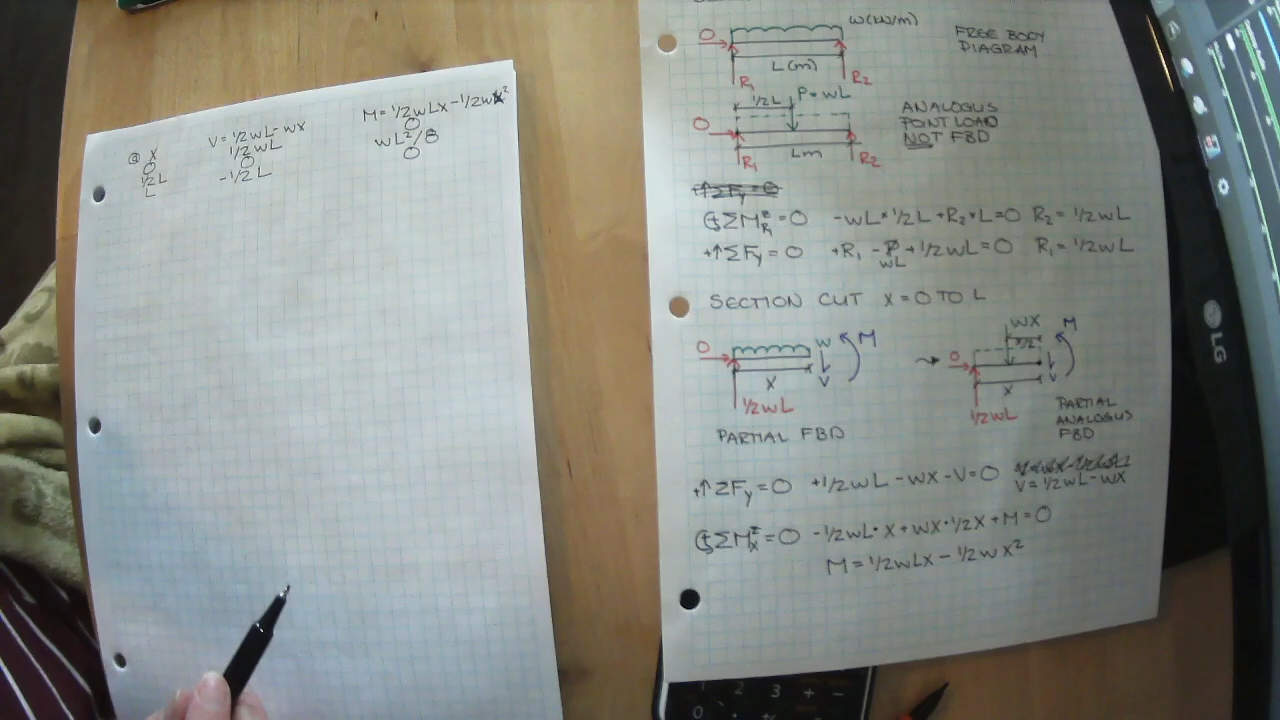 @ X V = 1/2 wL - wx M = 1/2 wLx - 1/2 wx²
0 1/2 wL 0
1/2 L 0 wL²/8
L -1/2 L 0
O w(kN/m) FREE BODY
DIAGRAM
L(m)
R₁ R₂
1/2 L P = wL
ANALOGUS
POINT LOAD
NOT FBD
O
Lm
R₁ R₂
+↑ΣFy = 0
ΣM R₁ = 0 -wL * 1/2 L + R₂ * L = 0 R₂ = 1/2 wL
+↑ΣFy = 0 +R₁ - P + 1/2 wL = 0 R₁ = 1/2 wL
wL
SECTION CUT X = 0 TO L
O w M
X V
1/2 wL
PARTIAL FBD
WX M
X/2
O V
X
1/2 wL
PARTIAL
ANALOGUS
FBD
+↑ΣFy = 0 +1/2 wL - wx - V = 0
V = 1/2 wL - wx
ΣM x = 0 -1/2 wL · X + wx · 1/2 X + M = 0
M = 1/2 wLx - 1/2 w x²
LG
1 2 3 + -
0